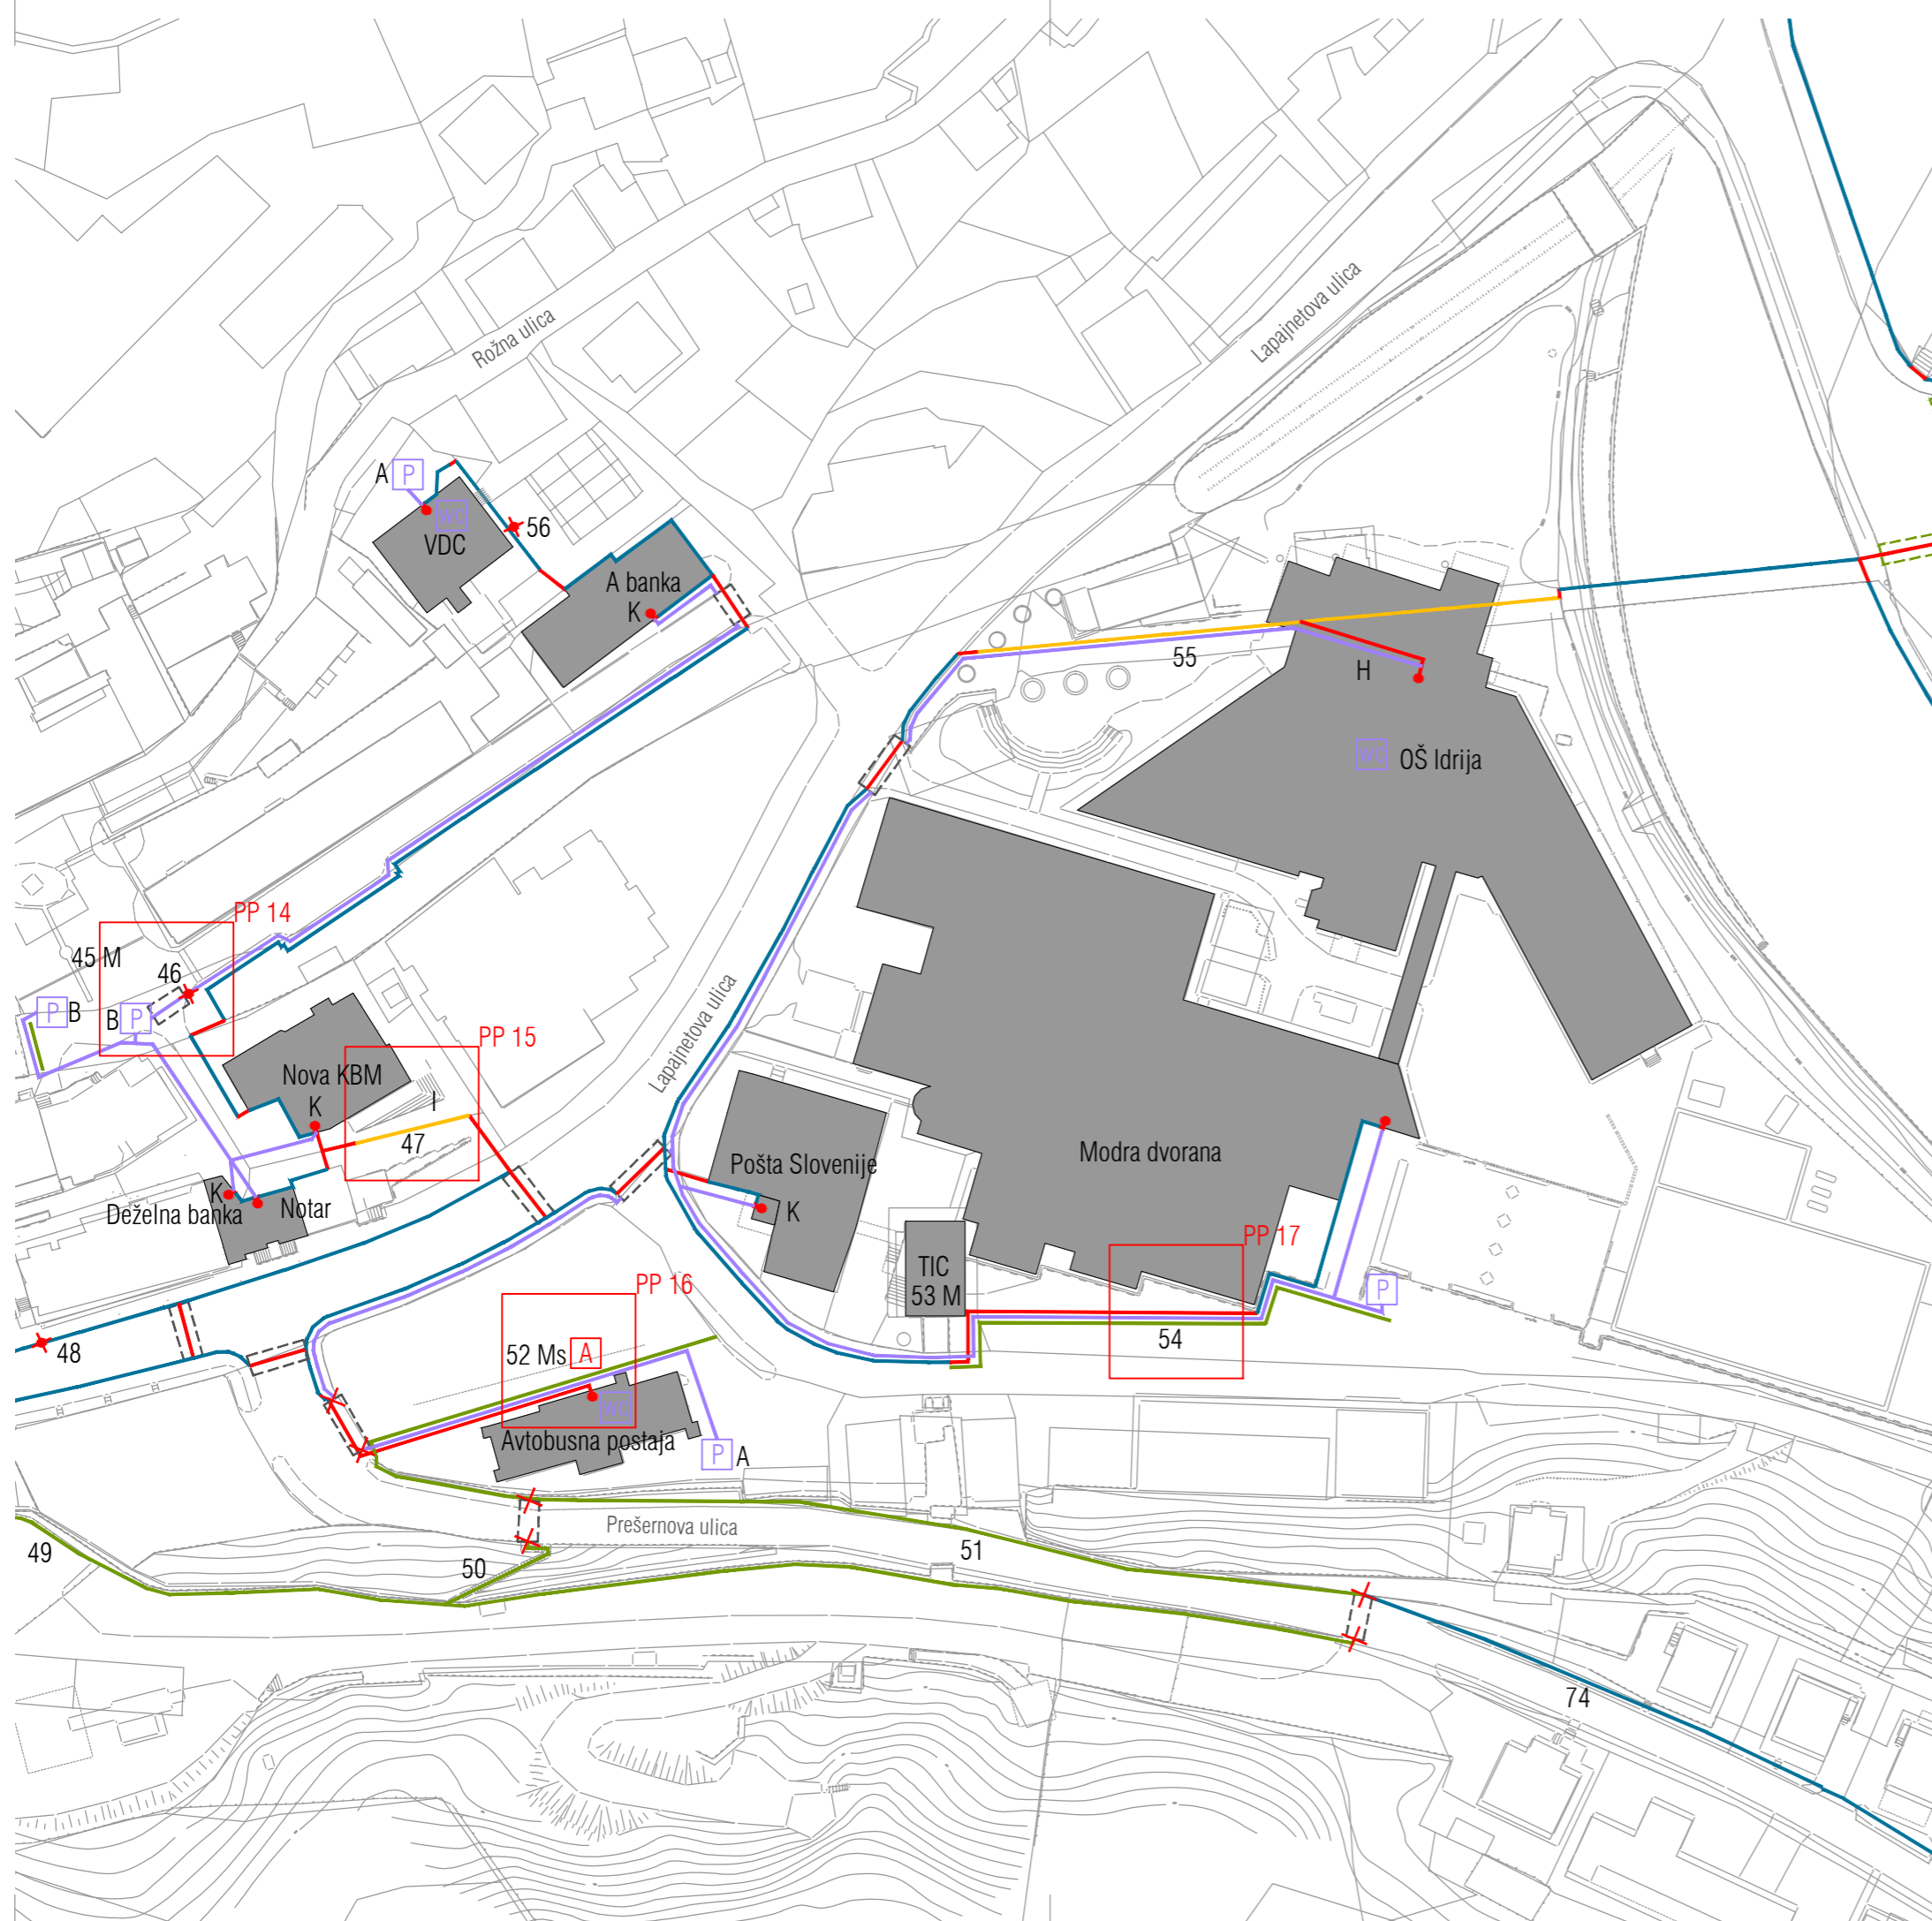 Rožna ulica
Lapajnetova ulica
A P
WC
VDC
56
A banka
K
55
H
WC OŠ Idrija
PP 14
45 M
46
P B
B P
Lapajnetova ulica
PP 15
Nova KBM
K
I
47
K
Deželna banka
Notar
Pošta Slovenije
K
Modra dvorana
TIC
53 M
PP 17
P
54
PP 16
48
52 Ms A
WC
Avtobusna postaja
P A
Prešernova ulica
49
50
51
74